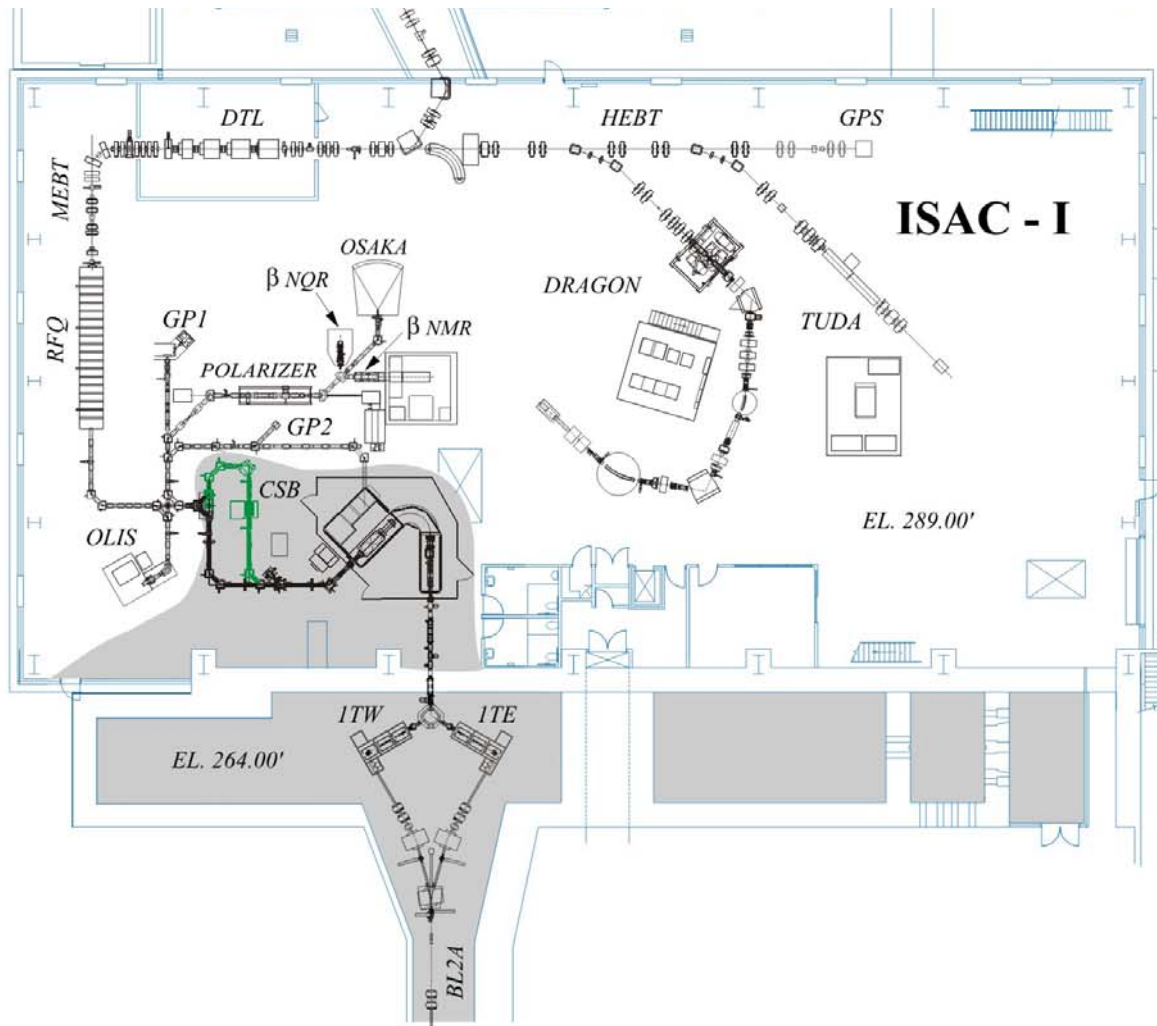 DTL
HEBT
GPS
MEBT
ISAC - I
OSAKA
β NQR
DRAGON
RFQ
GP1
β NMR
TUDA
POLARIZER
GP2
CSB
EL. 289.00'
OLIS
1TW
1TE
EL. 264.00'
BL2A